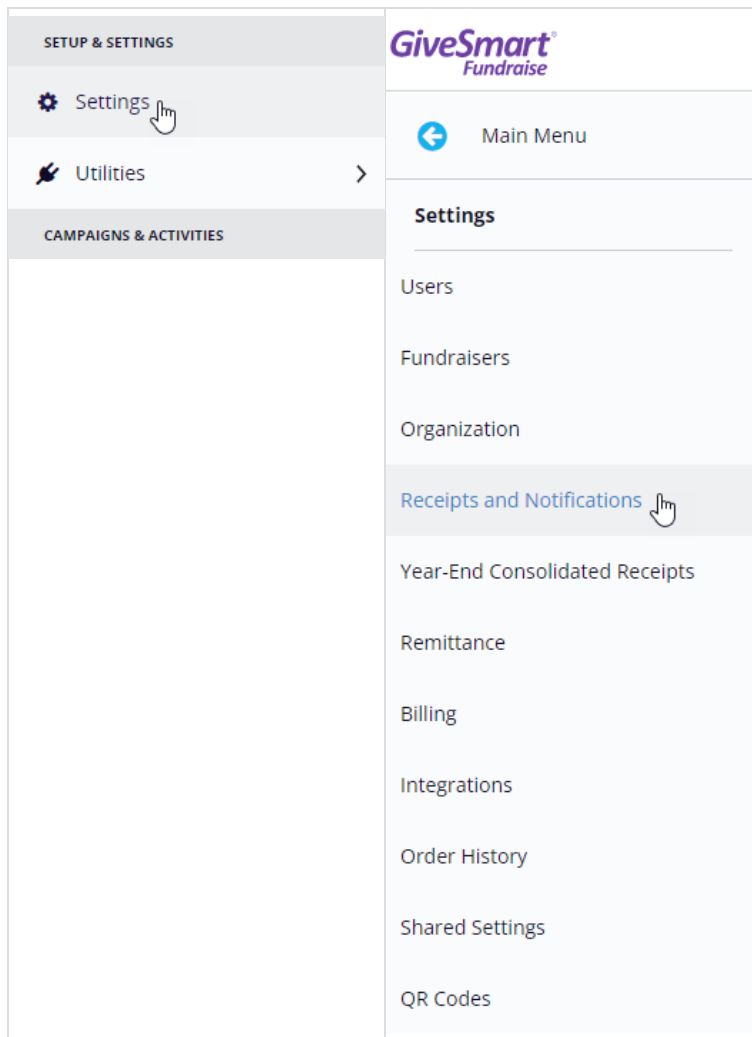 SETUP & SETTINGS
Settings
Utilities
CAMPAIGNS & ACTIVITIES
GiveSmart®
Fundraise
Main Menu
Settings
Users
Fundraisers
Organization
Receipts and Notifications
Year-End Consolidated Receipts
Remittance
Billing
Integrations
Order History
Shared Settings
QR Codes